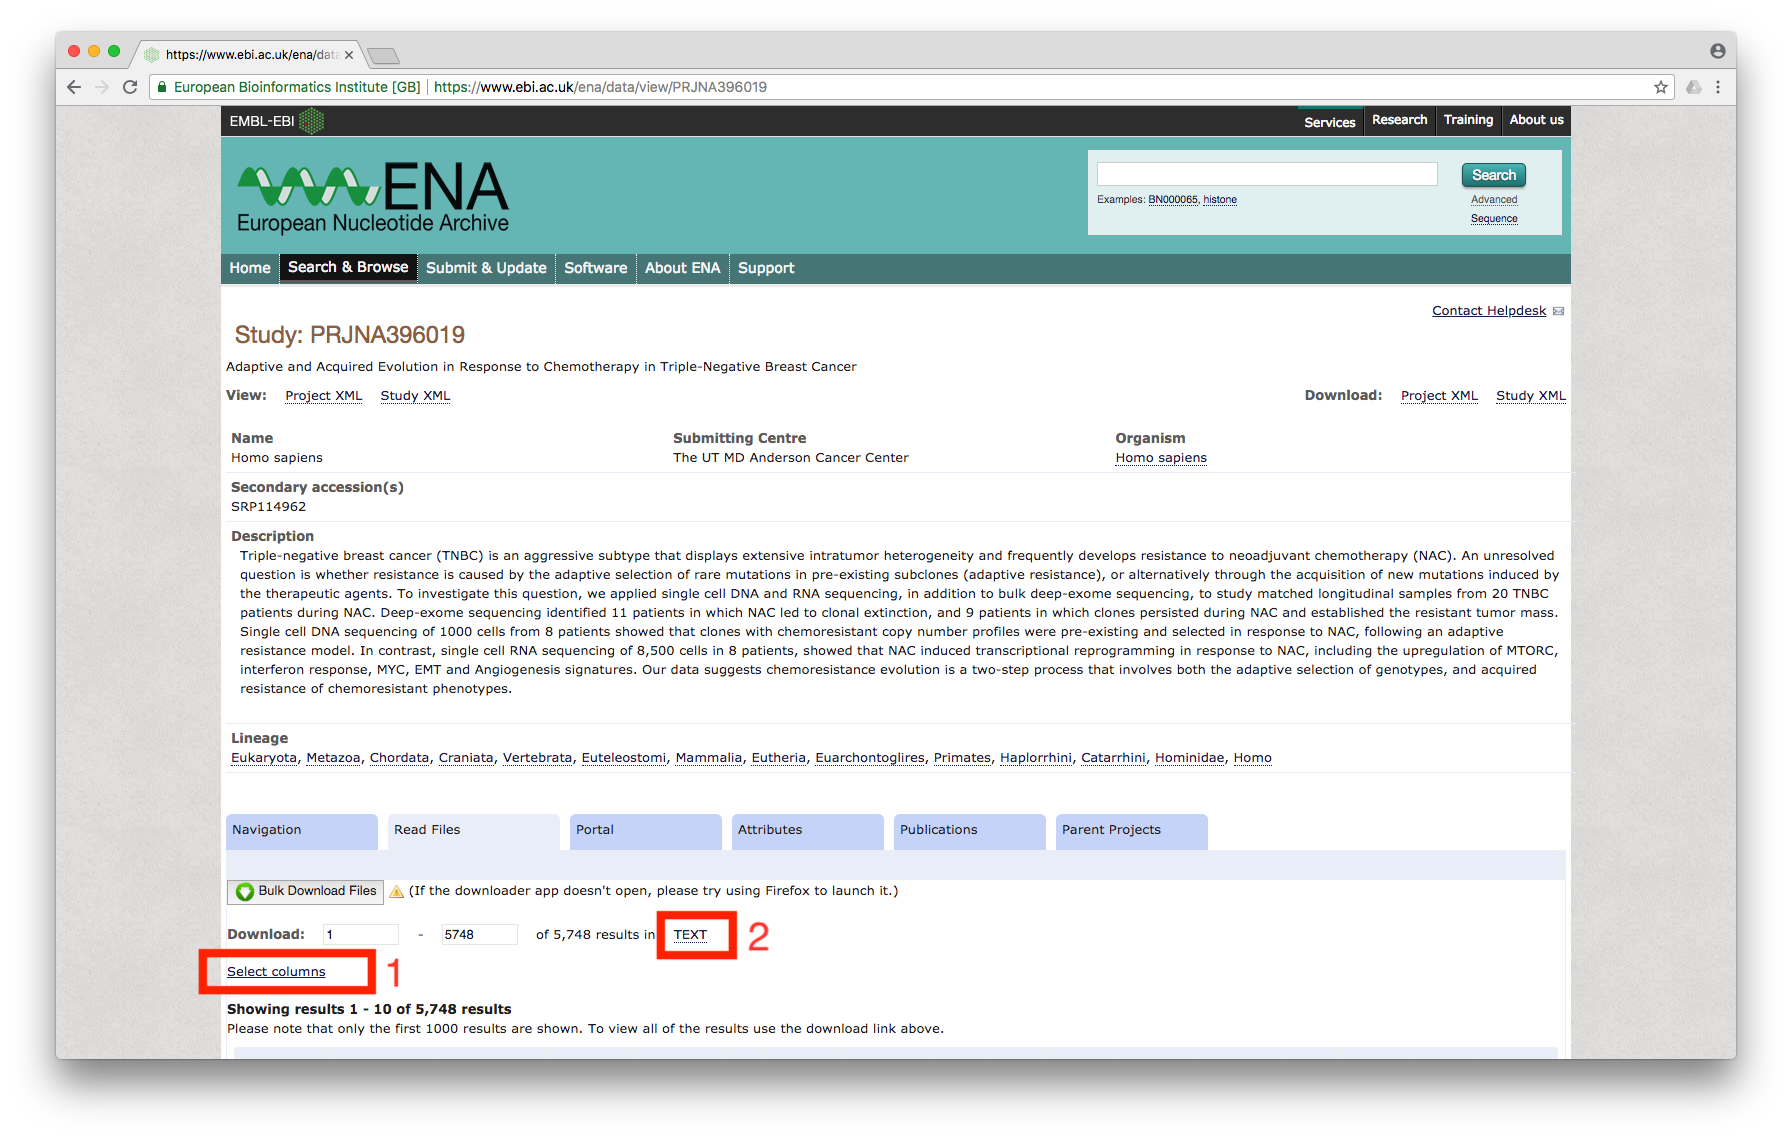 https://www.ebi.ac.uk/ena/data
European Bioinformatics Institute [GB] https://www.ebi.ac.uk/ena/data/view/PRJNA396019
EMBL-EBI
Services Research Training About us
ENA
European Nucleotide Archive
Search
Examples: BN000065, histone
Advanced
Sequence
Home Search & Browse Submit & Update Software About ENA Support
Contact Helpdesk
Study: PRJNA396019
Adaptive and Acquired Evolution in Response to Chemotherapy in Triple-Negative Breast Cancer
View: Project XML Study XML Download: Project XML Study XML
Name Submitting Centre Organism
Homo sapiens The UT MD Anderson Cancer Center Homo sapiens
Secondary accession(s)
SRP114962
Description
Triple-negative breast cancer (TNBC) is an aggressive subtype that displays extensive intratumor heterogeneity and frequently develops resistance to neoadjuvant chemotherapy (NAC). An unresolved
question is whether resistance is caused by the adaptive selection of rare mutations in pre-existing subclones (adaptive resistance), or alternatively through the acquisition of new mutations induced by
the therapeutic agents. To investigate this question, we applied single cell DNA and RNA sequencing, in addition to bulk deep-exome sequencing, to study matched longitudinal samples from 20 TNBC
patients during NAC. Deep-exome sequencing identified 11 patients in which NAC led to clonal extinction, and 9 patients in which clones persisted during NAC and established the resistant tumor mass.
Single cell DNA sequencing of 1000 cells from 8 patients showed that clones with chemoresistant copy number profiles were pre-existing and selected in response to NAC, following an adaptive
resistance model. In contrast, single cell RNA sequencing of 8,500 cells in 8 patients, showed that NAC induced transcriptional reprogramming in response to NAC, including the upregulation of MTORC,
interferon response, MYC, EMT and Angiogenesis signatures. Our data suggests chemoresistance evolution is a two-step process that involves both the adaptive selection of genotypes, and acquired
resistance of chemoresistant phenotypes.
Lineage
Eukaryota, Metazoa, Chordata, Craniata, Vertebrata, Euteleostomi, Mammalia, Eutheria, Euarchontoglires, Primates, Haplorrhini, Catarrhini, Hominidae, Homo
Navigation Read Files Portal Attributes Publications Parent Projects
Bulk Download Files (If the downloader app doesn't open, please try using Firefox to launch it.)
Download: 1 - 5748 of 5,748 results in TEXT 2
Select columns 1
Showing results 1 - 10 of 5,748 results
Please note that only the first 1000 results are shown. To view all of the results use the download link above.